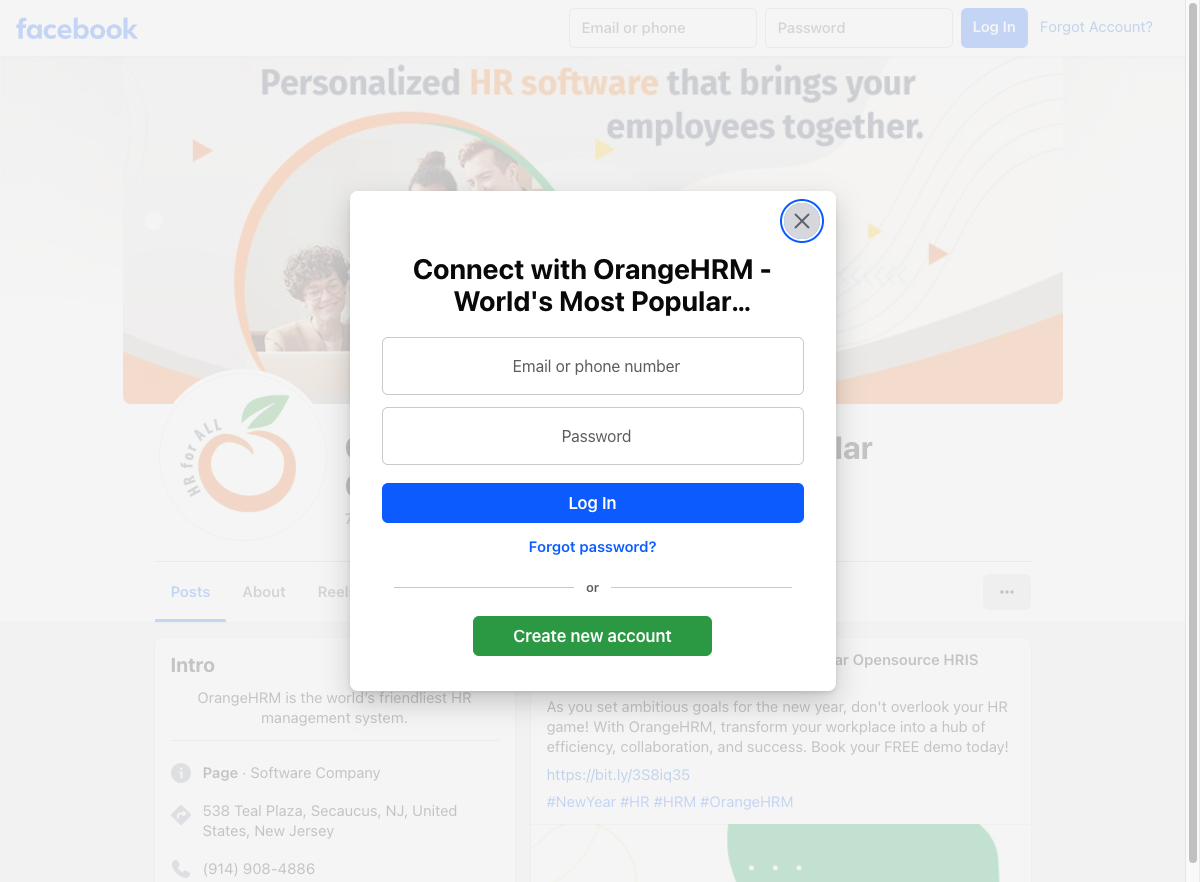 facebook
Email or phone
Password
Log In
Forgot Account?
Personalized HR software that brings your
employees together.
Connect with OrangeHRM -
World's Most Popular…
Email or phone number
Password
Log In
Forgot password?
or
Create new account
HR for ALL
lar
Posts
About
Reel
Intro
OrangeHRM is the world's friendliest HR
management system.
Page · Software Company
538 Teal Plaza, Secaucus, NJ, United
States, New Jersey
(914) 908-4886
ar Opensource HRIS
As you set ambitious goals for the new year, don't overlook your HR
game! With OrangeHRM, transform your workplace into a hub of
efficiency, collaboration, and success. Book your FREE demo today!
https://bit.ly/3S8iq35
#NewYear #HR #HRM #OrangeHRM